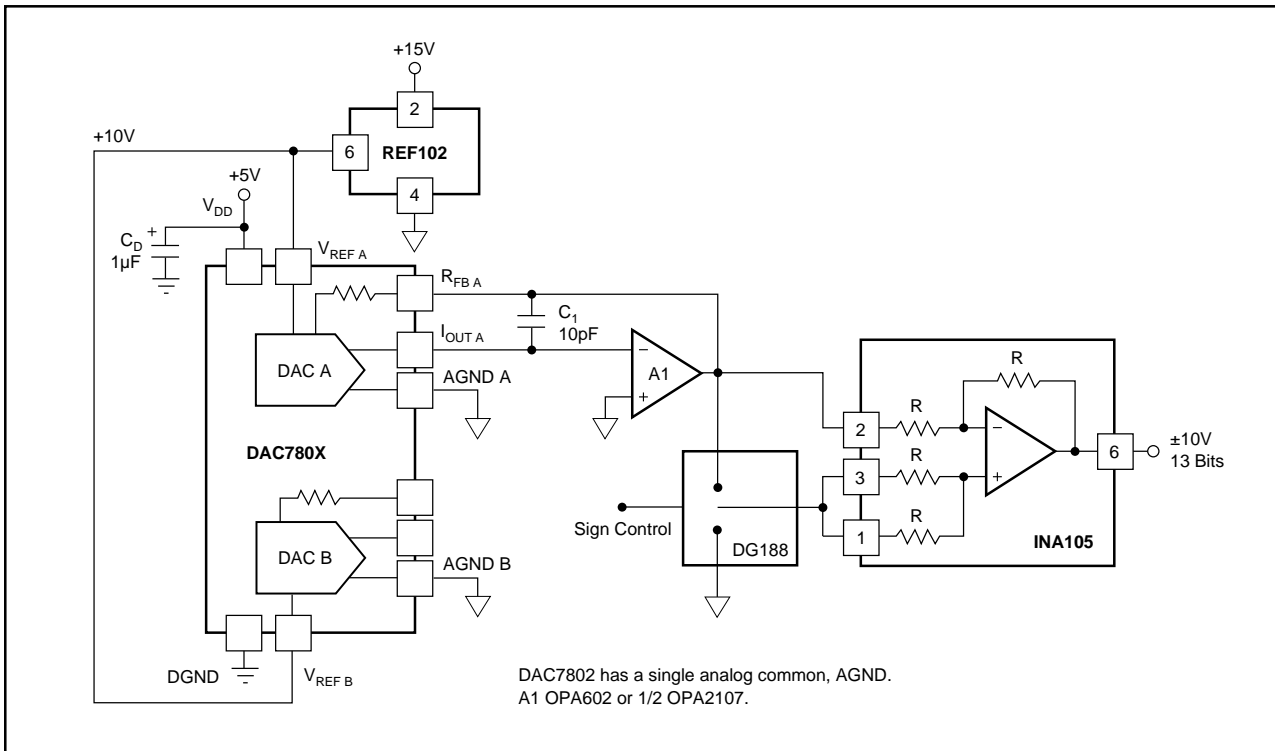 +15V
2
+10V
6
REF102
+5V
4
V_DD
C_D
+
1µF
V_REF A
R_FB A
C_1
10pF
I_OUT A
DAC A
−
A1
+
AGND A
R
2
R
−
6
±10V
13 Bits
DAC780X
3
R
+
Sign Control
R
DG188
1
INA105
DAC B
AGND B
DGND
V_REF B
DAC7802 has a single analog common, AGND.
A1 OPA602 or 1/2 OPA2107.